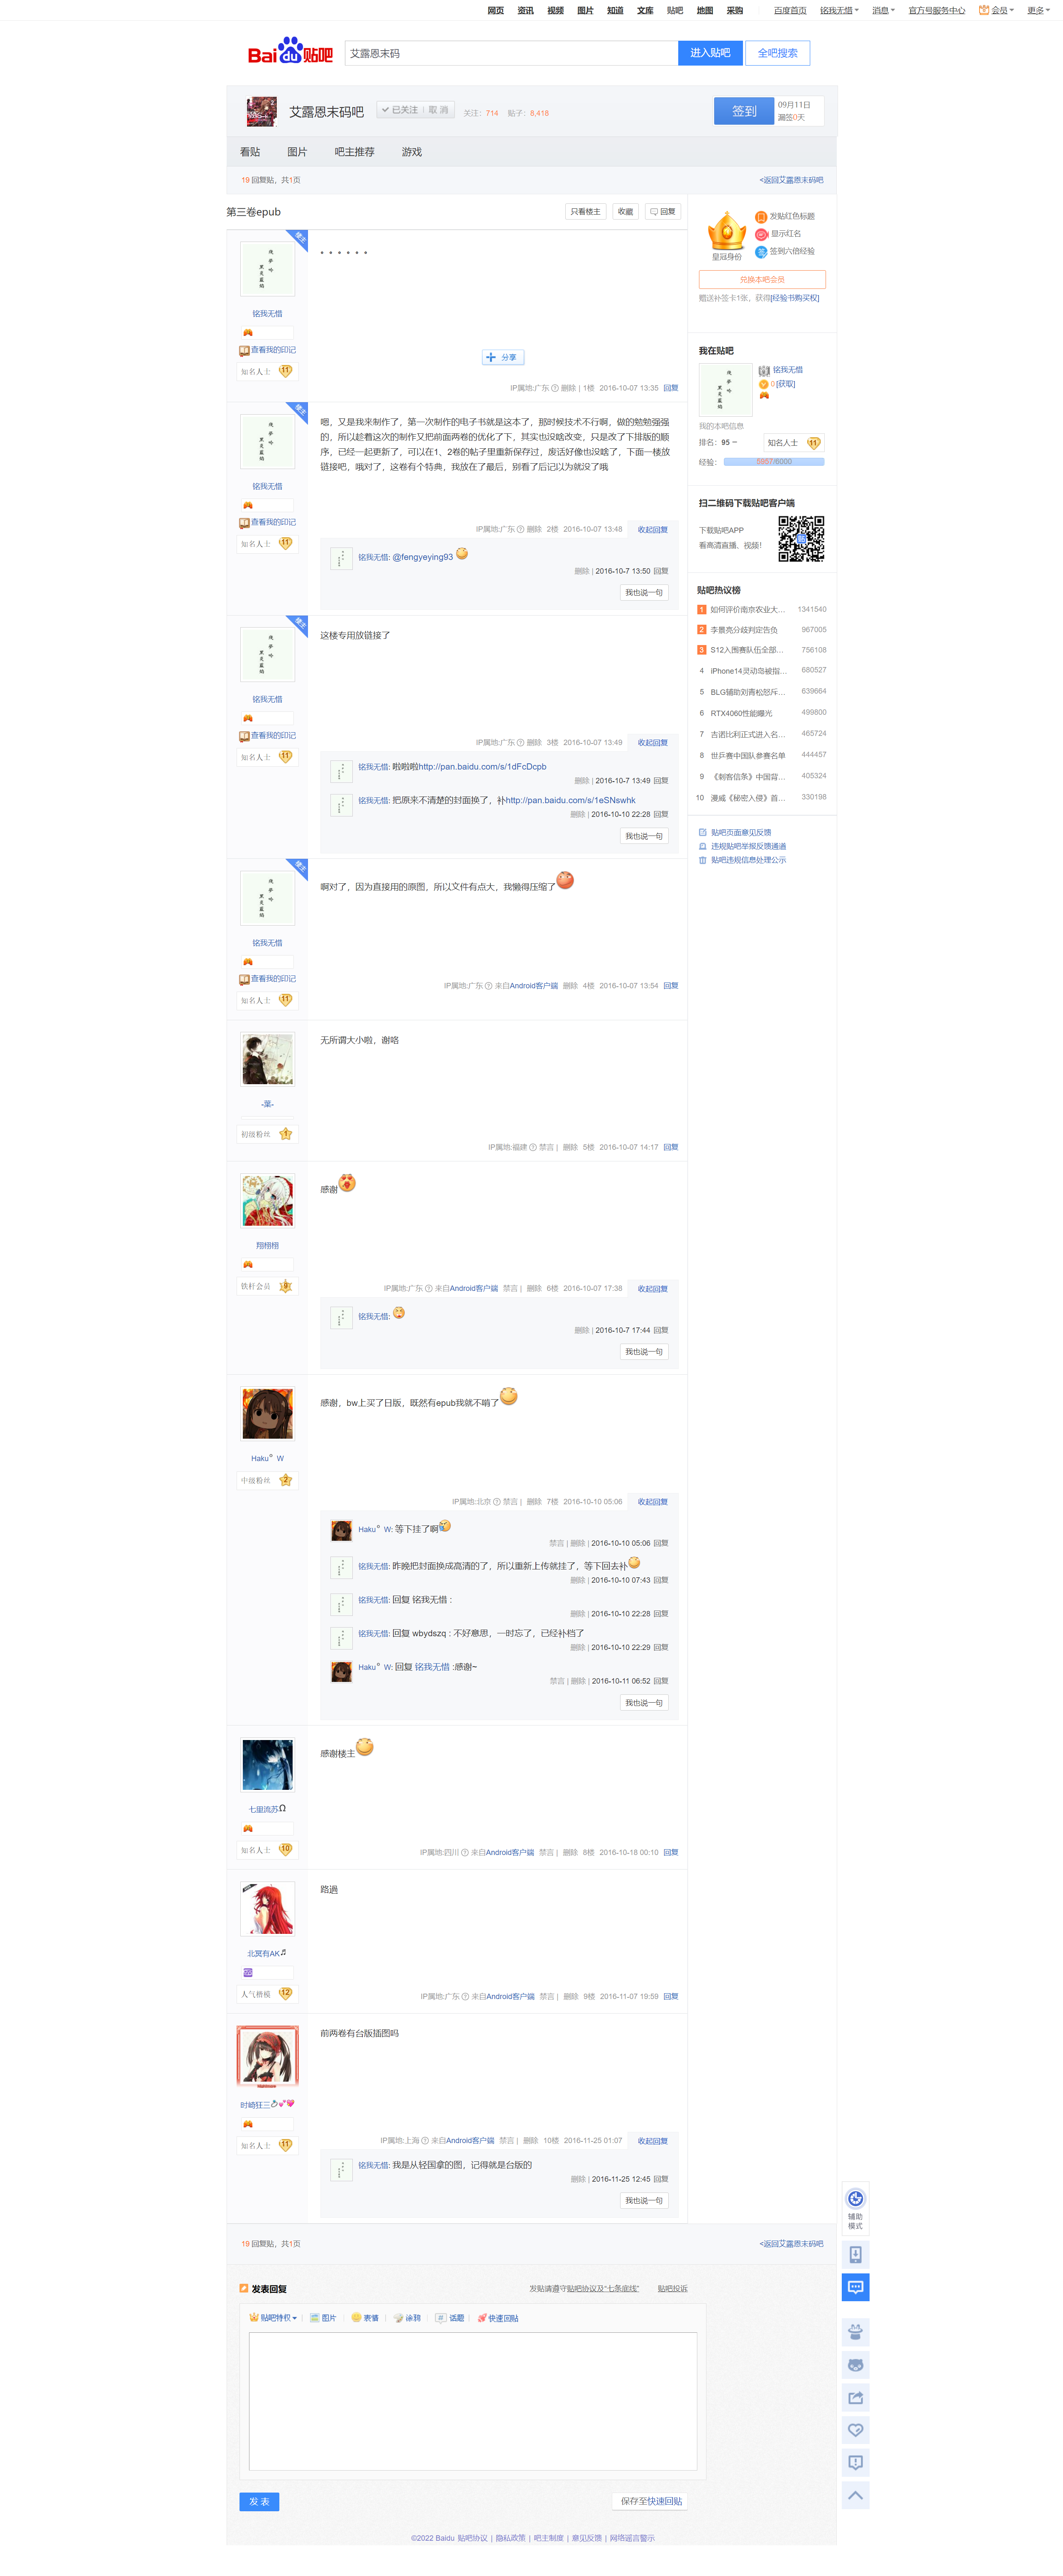 网页 资讯 视频 图片 知道 文库 贴吧 地图 采购 百度首页 铭我无惜 消息 官方号服务中心 会员 更多
Bai du 贴吧 艾露恩末码 进入贴吧 全吧搜索
艾露恩末码吧 已关注 | 取消 关注: 714 贴子: 8,418 签到 09月11日
漏签0天
看贴 图片 吧主推荐 游戏
19 回复贴，共1页 <返回艾露恩末码吧
第三卷epub 只看楼主 收藏 回复
楼主
. . . . . .
铭我无惜
查看我的印记
知名人士 11
分享
IP属地:广东 删除 | 1楼 2016-10-07 13:35 回复
楼主
嗯，又是我来制作了，第一次制作的电子书就是这本了，那时候技术不行啊，做的勉勉强强
的，所以趁着这次的制作又把前面两卷的优化了下，其实也没啥改变，只是改了下排版的顺
序，已经一起更新了，可以在1、2卷的帖子里重新保存过，废话好像也没啥了，下面一楼放
链接吧，哦对了，这卷有个特典，我放在了最后，别看了后记以为就没了哦
铭我无惜
查看我的印记
知名人士 11
IP属地:广东 删除 2楼 2016-10-07 13:48 收起回复
铭我无惜: @fengyeying93
删除 | 2016-10-7 13:50 回复
我也说一句
楼主
这楼专用放链接了
铭我无惜
查看我的印记
知名人士 11
IP属地:广东 删除 3楼 2016-10-07 13:49 收起回复
铭我无惜: 啦啦啦http://pan.baidu.com/s/1dFcDcpb
删除 | 2016-10-7 13:49 回复
铭我无惜: 把原来不清楚的封面换了，补http://pan.baidu.com/s/1eSNswhk
删除 | 2016-10-10 22:28 回复
我也说一句
楼主
啊对了，因为直接用的原图，所以文件有点大，我懒得压缩了
铭我无惜
查看我的印记
知名人士 11
IP属地:广东 来自Android客户端 删除 4楼 2016-10-07 13:54 回复
无所谓大小啦，谢咯
-葉-
初级粉丝 1
IP属地:福建 禁言 | 删除 5楼 2016-10-07 14:17 回复
感谢
翔栩栩
铁杆会员 9
IP属地:广东 来自Android客户端 禁言 | 删除 6楼 2016-10-07 17:38 收起回复
铭我无惜:
删除 | 2016-10-7 17:44 回复
我也说一句
感谢，bw上买了日版，既然有epub我就不啃了
Haku°W
中级粉丝 2
IP属地:北京 禁言 | 删除 7楼 2016-10-10 05:06 收起回复
Haku°W: 等下挂了啊
禁言 | 删除 | 2016-10-10 05:06 回复
铭我无惜: 昨晚把封面换成高清的了，所以重新上传就挂了，等下回去补
删除 | 2016-10-10 07:43 回复
铭我无惜: 回复 铭我无惜 :
删除 | 2016-10-10 22:28 回复
铭我无惜: 回复 wbydszq : 不好意思，一时忘了，已经补档了
删除 | 2016-10-10 22:29 回复
Haku°W: 回复 铭我无惜 :感谢~
禁言 | 删除 | 2016-10-11 06:52 回复
我也说一句
感谢楼主
七里流苏Ω
知名人士 10
IP属地:四川 来自Android客户端 禁言 | 删除 8楼 2016-10-18 00:10 回复
路過
北冥有AK♬
人气楷模 12
IP属地:广东 来自Android客户端 禁言 | 删除 9楼 2016-11-07 19:59 回复
前两卷有台版插图吗
时崎狂三
知名人士 11
IP属地:上海 来自Android客户端 禁言 | 删除 10楼 2016-11-25 01:07 收起回复
铭我无惜: 我是从轻国拿的图，记得就是台版的
删除 | 2016-11-25 12:45 回复
我也说一句
皇冠身份
发贴红色标题
显示红名
签到六倍经验
兑换本吧会员
赠送补签卡1张，获得[经验书购买权]
我在贴吧
铭我无惜
0 [获取]
我的本吧信息
排名: 95 知名人士 11
经验: 5957/6000
扫二维码下载贴吧客户端
下载贴吧APP
看高清直播、视频!
贴吧热议榜
1 如何评价南京农业大... 1341540
2 李景亮分歧判定告负 967005
3 S12入围赛队伍全部... 756108
4 iPhone14灵动岛被指... 680527
5 BLG辅助刘青松怒斥... 639664
6 RTX4060性能曝光 499800
7 吉诺比利正式进入名... 465724
8 世乒赛中国队参赛名单 444457
9 《刺客信条》中国背... 405324
10 漫威《秘密入侵》首... 330198
贴吧页面意见反馈
违规贴吧举报反馈通道
贴吧违规信息处理公示
辅助
模式
19 回复贴，共1页 <返回艾露恩末码吧
发表回复 发贴请遵守贴吧协议及“七条底线” 贴吧投诉
贴吧特权 图片 表情 涂鸦 话题 快速回贴
发 表 保存至快速回贴
©2022 Baidu 贴吧协议 | 隐私政策 | 吧主制度 | 意见反馈 | 网络谣言警示